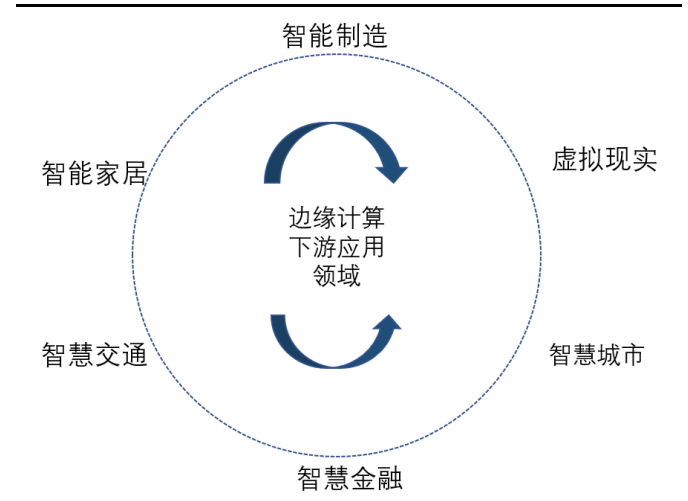 智能制造
智能家居
虚拟现实
边缘计算
下游应用
领域
智慧交通
智慧城市
智慧金融